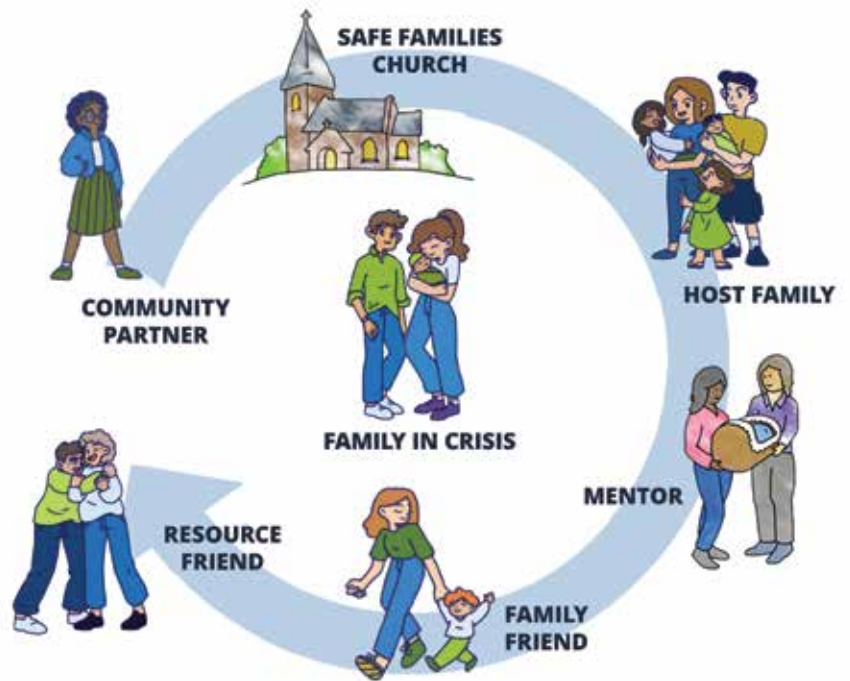 SAFE FAMILIES
CHURCH
HOST FAMILY
MENTOR
FAMILY
FRIEND
RESOURCE
FRIEND
COMMUNITY
PARTNER
FAMILY IN CRISIS